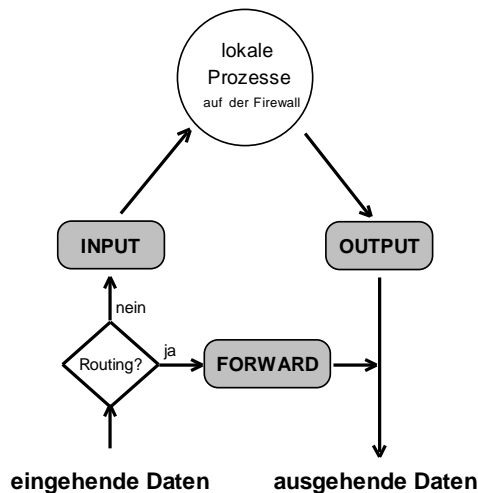 lokale
Prozesse
auf der Firewall
INPUT
OUTPUT
nein
ja
Routing?
FORWARD
eingehende Daten
ausgehende Daten